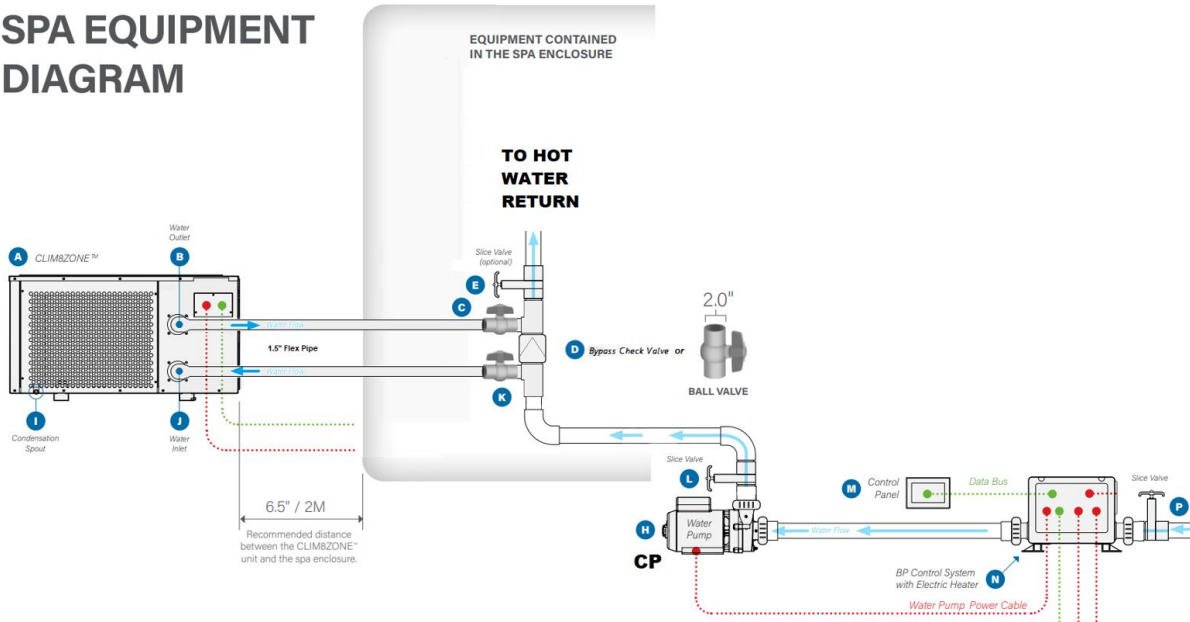 SPA EQUIPMENT
DIAGRAM
EQUIPMENT CONTAINED
IN THE SPA ENCLOSURE
TO HOT
WATER
RETURN
Water
Outlet
A CLIM8ZONE™
B
Slice Valve
(optional)
E
C
Water Flow
1.5" Flex Pipe
Water Flow
D Bypass Check Valve or
2.0"
BALL VALVE
K
I
Condensation
Spout
J
Water
Inlet
6.5" / 2M
Recommended distance
between the CLIM8ZONE™
unit and the spa enclosure.
Slice Valve
L
H
Water
Pump
CP
Water Flow
M
Control
Panel
Data Bus
Slice Valve
P
BP Control System
with Electric Heater
N
Water Pump Power Cable